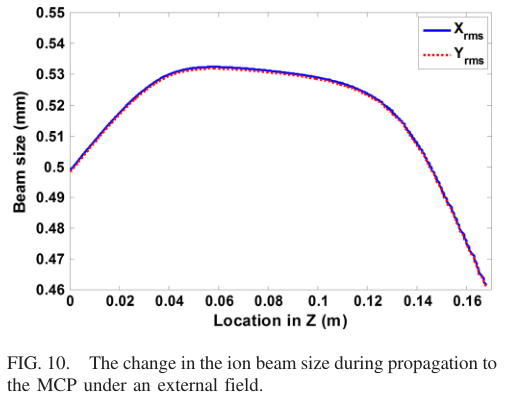 0.55
0.54
0.53
0.52
0.51
0.5
0.49
0.48
0.47
0.46
Beam size (mm)
X rms
Y rms
0 0.02 0.04 0.06 0.08 0.1 0.12 0.14 0.16
Location in Z (m)
FIG. 10. The change in the ion beam size during propagation to
the MCP under an external field.